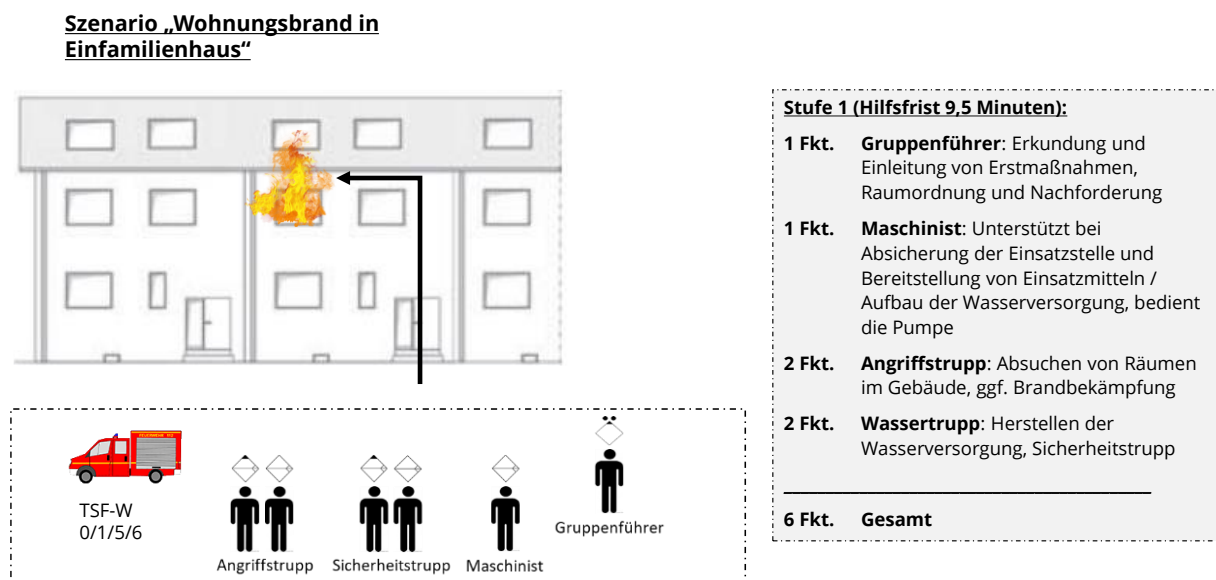 Szenario „Wohnungsbrand in
Einfamilienhaus“
Stufe 1 (Hilfsfrist 9,5 Minuten):
1 Fkt. Gruppenführer: Erkundung und
Einleitung von Erstmaßnahmen,
Raumordnung und Nachforderung
1 Fkt. Maschinist: Unterstützt bei
Absicherung der Einsatzstelle und
Bereitstellung von Einsatzmitteln /
Aufbau der Wasserversorgung, bedient
die Pumpe
2 Fkt. Angriffstrupp: Absuchen von Räumen
im Gebäude, ggf. Brandbekämpfung
2 Fkt. Wassertrupp: Herstellen der
Wasserversorgung, Sicherheitstrupp
6 Fkt. Gesamt
TSF-W
0/1/5/6
Angriffstrupp
Sicherheitstrupp
Maschinist
Gruppenführer